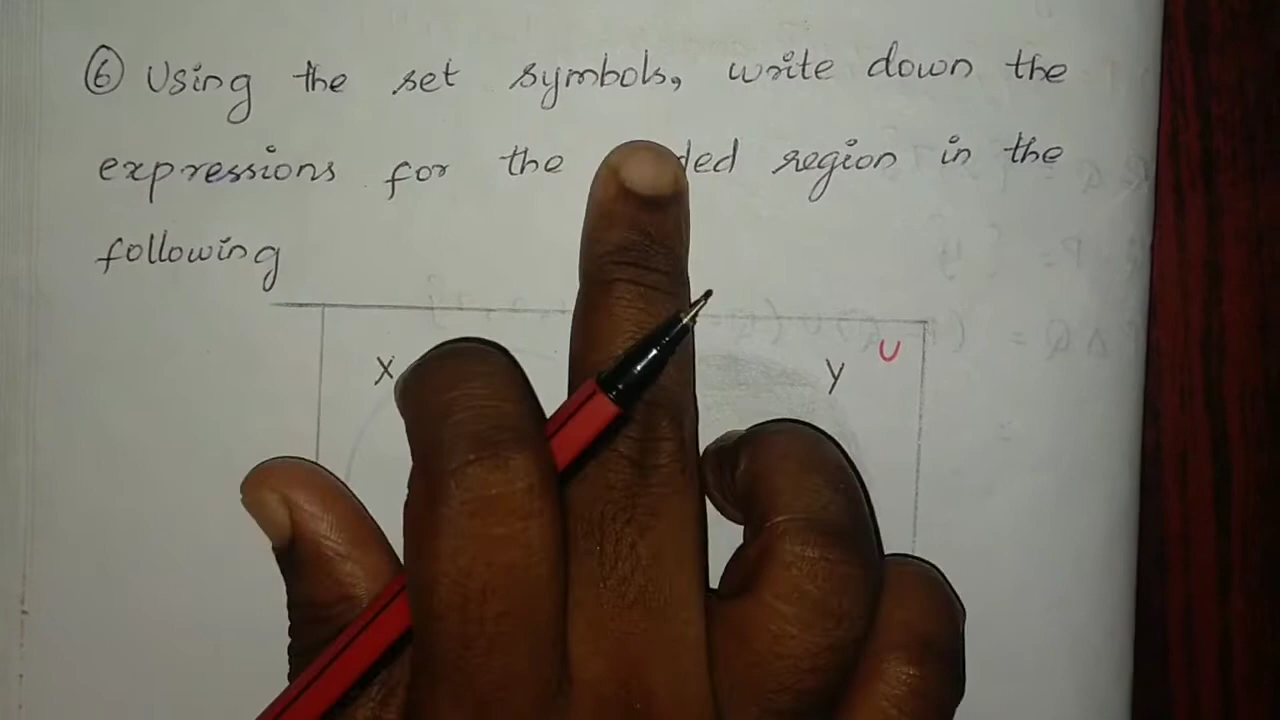 ⑥ Using the set symbols, write down the
expressions for the ded region in the
following
X
y
U